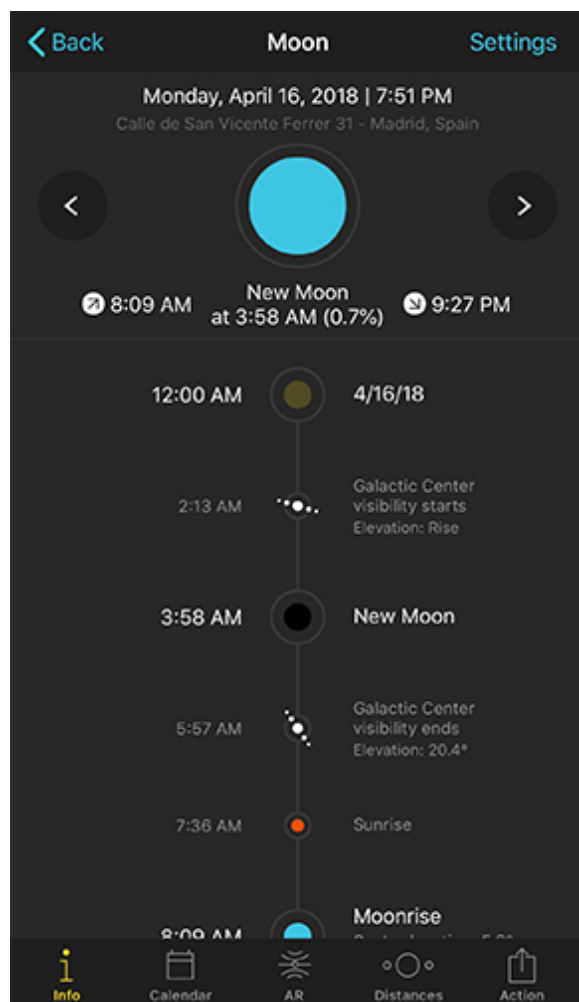 Back Moon Settings
Monday, April 16, 2018 | 7:51 PM
Calle de San Vicente Ferrer 31 - Madrid, Spain
8:09 AM
New Moon
at 3:58 AM (0.7%)
9:27 PM
12:00 AM 4/16/18
2:13 AM
Galactic Center
visibility starts
Elevation: Rise
3:58 AM New Moon
5:57 AM
Galactic Center
visibility ends
Elevation: 20.4°
7:36 AM Sunrise
8:09 AM
Moonrise
Info Calendar AR Distances Action